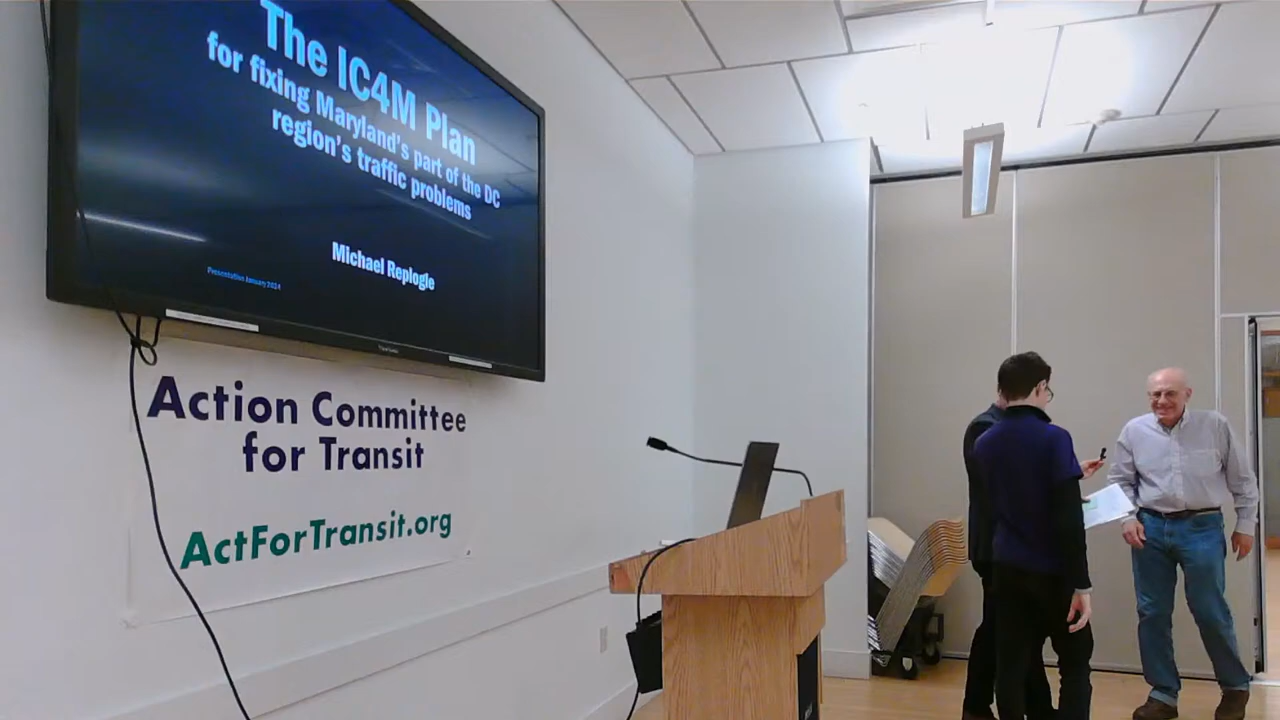 The IC4M Plan
for fixing Maryland's part of the DC
region's traffic problems
Michael Replogle
Presentation January 2024
Action Committee
for Transit
ActForTransit.org